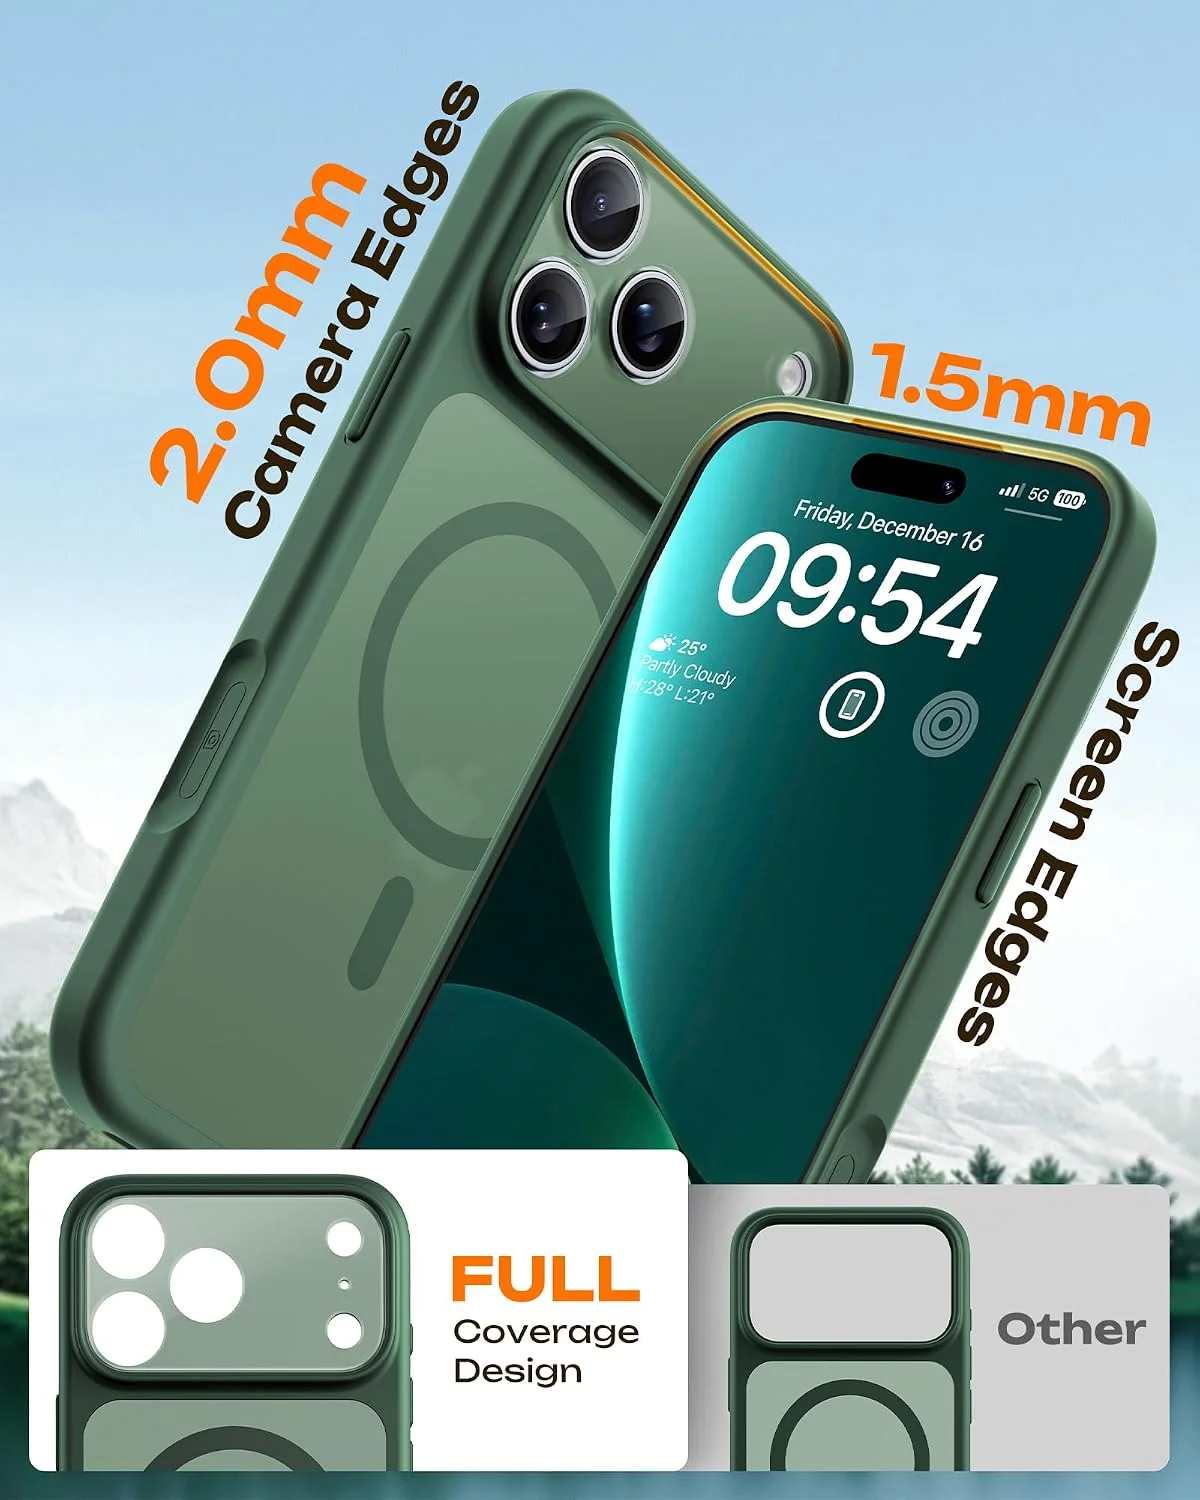 2.0mm
Camera Edges
1.5mm
Screen Edges
5G 100
Friday, December 16
09:54
25°
Partly Cloudy
H:28° L:21°
FULL
Coverage
Design
Other